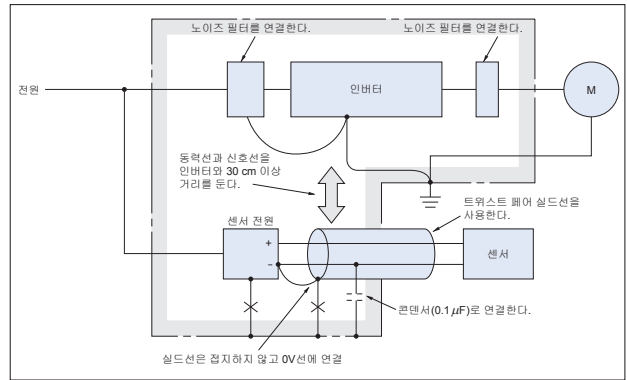 노이즈 필터를 연결한다.
노이즈 필터를 연결한다.
전원
인버터
M
동력선과 신호선을
인버터와 30 cm 이상
거리를 둔다.
트위스트 페어 실드선을
사용한다.
센서 전원
+
−
센서
콘덴서(0.1 μF)로 연결한다.
실드선은 접지하지 않고 0V선에 연결